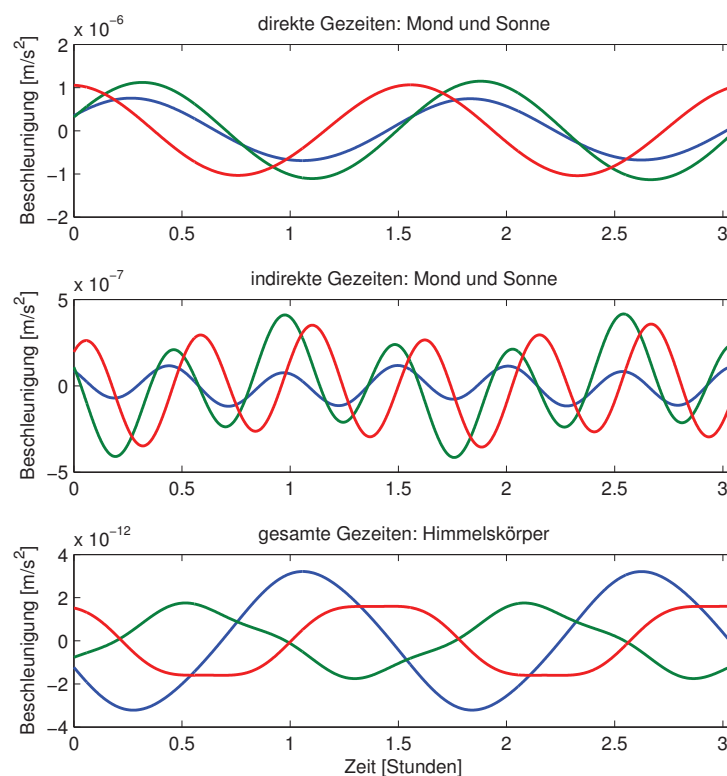 direkte Gezeiten: Mond und Sonne
x 10⁻⁶
Beschleunigung [m/s²]
2
1
0
−1
−2
0 0.5 1 1.5 2 2.5 3
indirekte Gezeiten: Mond und Sonne
x 10⁻⁷
Beschleunigung [m/s²]
5
0
−5
0 0.5 1 1.5 2 2.5 3
gesamte Gezeiten: Himmelskörper
x 10⁻¹²
Beschleunigung [m/s²]
4
2
0
−2
−4
0 0.5 1 1.5 2 2.5 3
Zeit [Stunden]